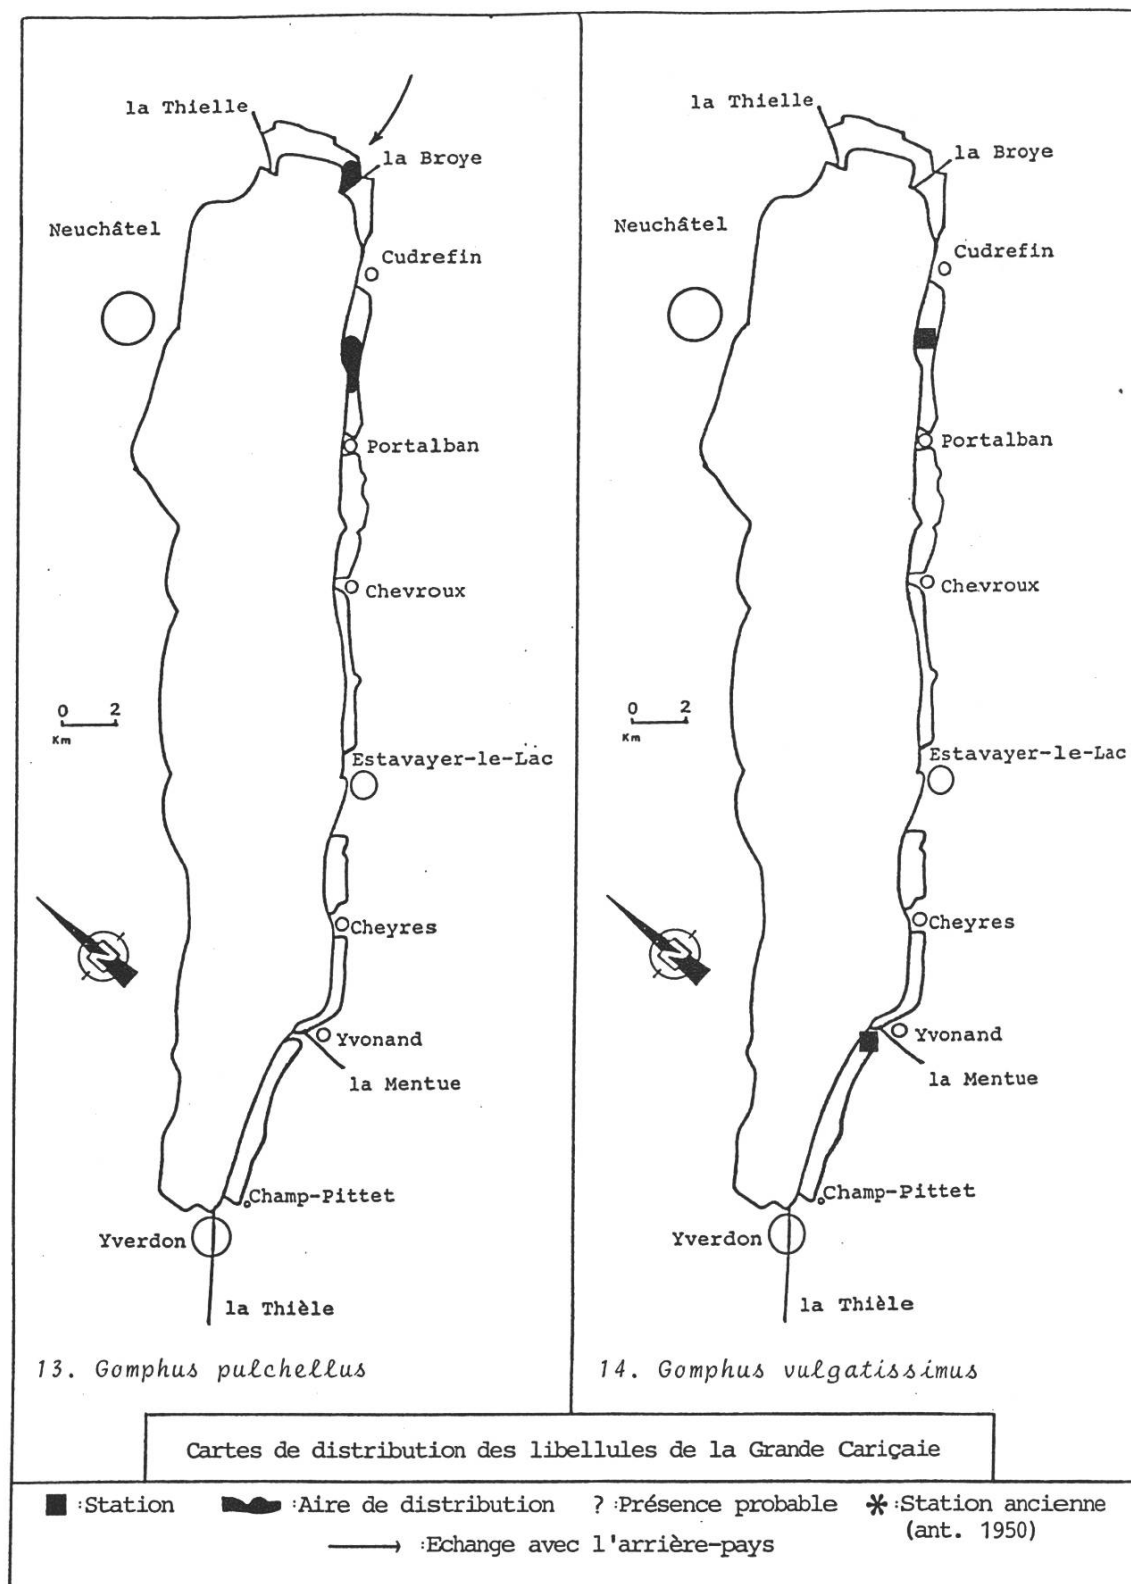 la Thielle
la Broye
Neuchâtel
Cudrefin
Portalban
Chevroux
0 2
Km
Estavayer-le-Lac
Cheyres
Yvonand
la Mentue
Champ-Pittet
Yverdon
la Thièle
13. Gomphus pulchellus
la Thielle
la Broye
Neuchâtel
Cudrefin
Portalban
Chevroux
0 2
Km
Estavayer-le-Lac
Cheyres
Yvonand
la Mentue
Champ-Pittet
Yverdon
la Thièle
14. Gomphus vulgatissimus
Cartes de distribution des libellules de la Grande Cariçaie
:Station :Aire de distribution ? :Présence probable * :Station ancienne
(ant. 1950)
:Echange avec l'arrière-pays